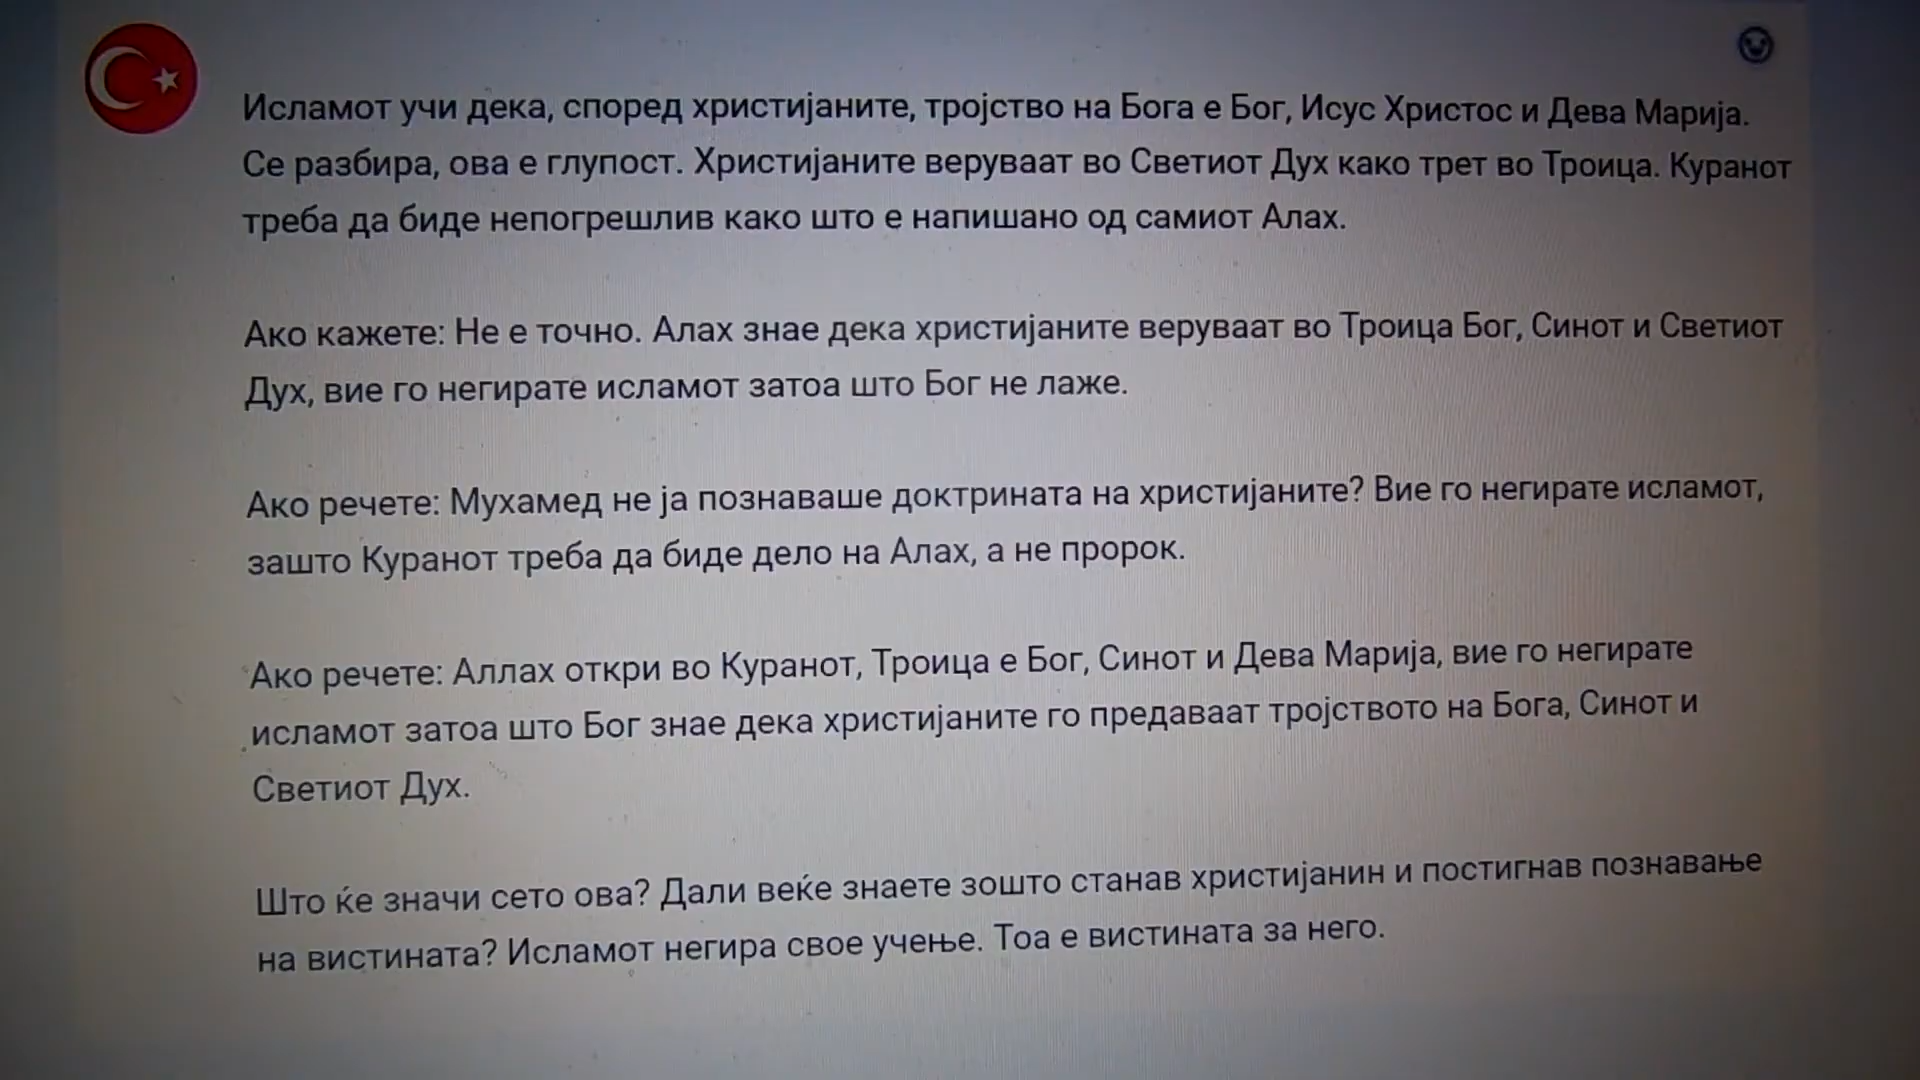 Исламот учи дека, според христијаните, тројство на Бога е Бог, Исус Христос и Дева Марија.
Се разбира, ова е глупост. Христијаните веруваат во Светиот Дух како трет во Троица. Куранот
треба да биде непогрешлив како што е напишано од самиот Алах.
Ако кажете: Не е точно. Алах знае дека христијаните веруваат во Троица Бог, Синот и Светиот
Дух, вие го негирате исламот затоа што Бог не лаже.
Ако речете: Мухамед не ја познаваше доктрината на христијаните? Вие го негирате исламот,
зашто Куранот треба да биде дело на Алах, а не пророк.
Ако речете: Аллах откри во Куранот, Троица е Бог, Синот и Дева Марија, вие го негирате
исламот затоа што Бог знае дека христијаните го предаваат тројството на Бога, Синот и
Светиот Дух.
Што ќе значи сето ова? Дали веќе знаете зошто станав христијанин и постигнав познавање
на вистината? Исламот негира свое учење. Тоа е вистината за него.